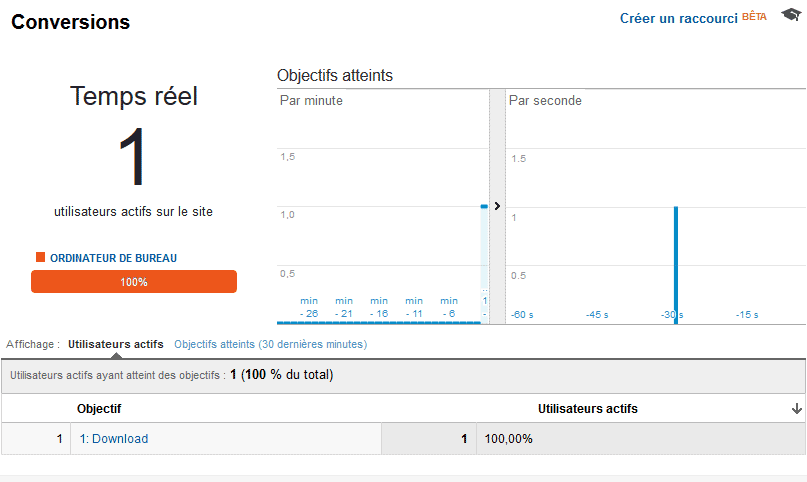 Conversions
Créer un raccourci BÊTA
Temps réel
1
utilisateurs actifs sur le site
ORDINATEUR DE BUREAU
100%
Objectifs atteints
Par minute
1,5
1,0
0,5
min - 26
min - 21
min - 16
min - 11
min - 6
1 -
Par seconde
1.5
1
0.5
-60 s
-45 s
-30 s
-15 s
Affichage : Utilisateurs actifs Objectifs atteints (30 dernières minutes)
Utilisateurs actifs ayant atteint des objectifs : 1 (100 % du total)
Objectif Utilisateurs actifs
1 1: Download 1 100,00%